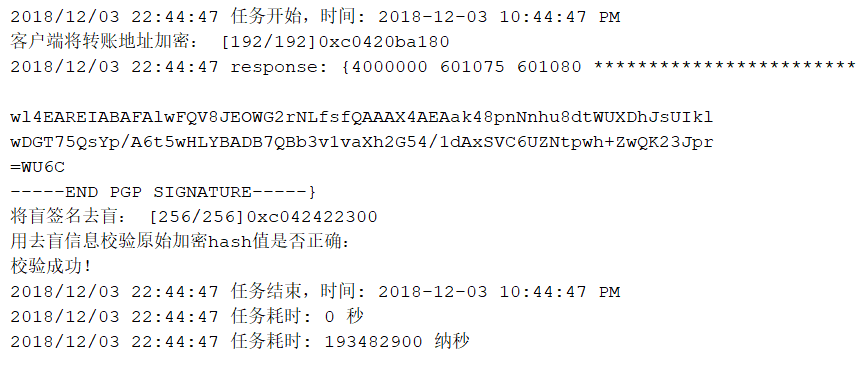 2018/12/03 22:44:47 任务开始，时间: 2018-12-03 10:44:47 PM
客户端将转账地址加密： [192/192]0xc0420ba180
2018/12/03 22:44:47 response: {4000000 601075 601080 ************************
wl4EAREIABAFAlwFQV8JEOWG2rNLfsfQAAAX4AEAak48pnNnhu8dtWUXDhJsUIkl
wDGT75QsYp/A6t5wHLYBADB7QBb3v1vaXh2G54/1dAxSVC6UZNtpwh+ZwQK23Jpr
=WU6C
-----END PGP SIGNATURE-----}
将盲签名去盲： [256/256]0xc042422300
用去盲信息校验原始加密hash值是否正确：
校验成功！
2018/12/03 22:44:47 任务结束，时间: 2018-12-03 10:44:47 PM
2018/12/03 22:44:47 任务耗时: 0 秒
2018/12/03 22:44:47 任务耗时: 193482900 纳秒